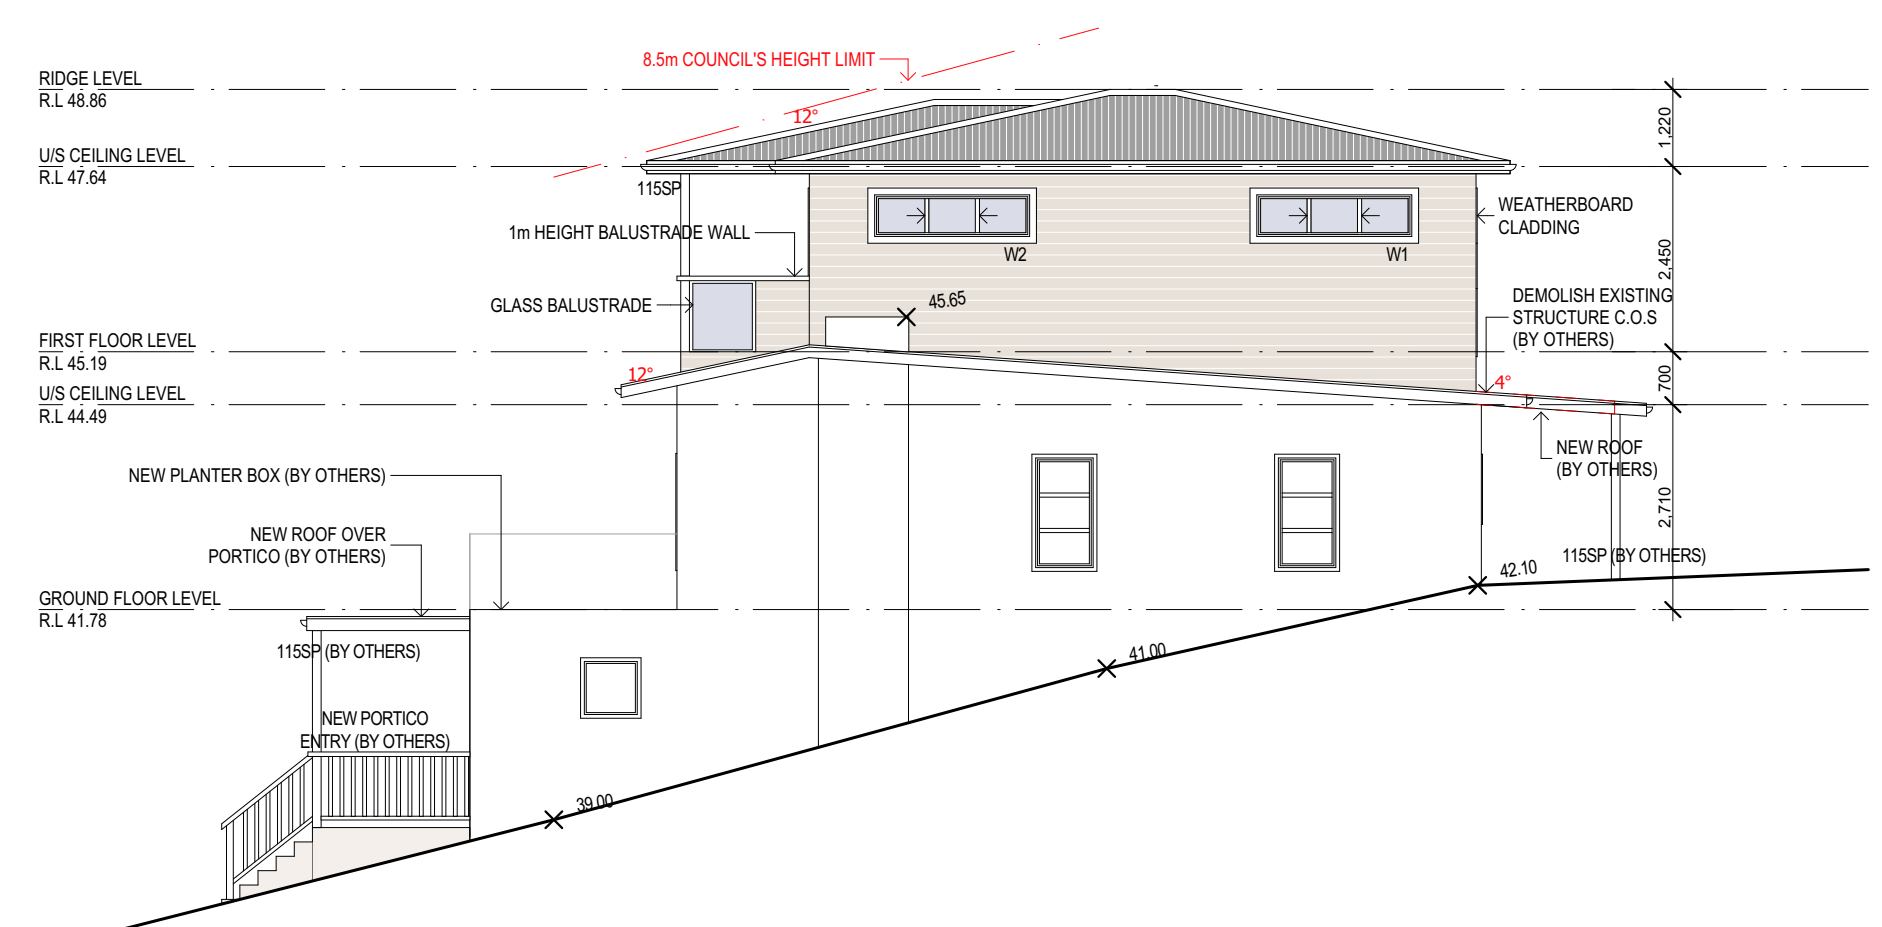 8.5m COUNCIL'S HEIGHT LIMIT
RIDGE LEVEL
R.L 48.86
12°
1,220
U/S CEILING LEVEL
R.L 47.64
115SP
WEATHERBOARD
CLADDING
1m HEIGHT BALUSTRADE WALL
W2
W1
2,450
GLASS BALUSTRADE
45.65
DEMOLISH EXISTING
STRUCTURE C.O.S
(BY OTHERS)
FIRST FLOOR LEVEL
R.L 45.19
12°
4°
700
U/S CEILING LEVEL
R.L 44.49
NEW ROOF
(BY OTHERS)
NEW PLANTER BOX (BY OTHERS)
2,710
NEW ROOF OVER
PORTICO (BY OTHERS)
115SP (BY OTHERS)
42.10
GROUND FLOOR LEVEL
R.L 41.78
115SP (BY OTHERS)
41.00
NEW PORTICO
ENTRY (BY OTHERS)
39.00